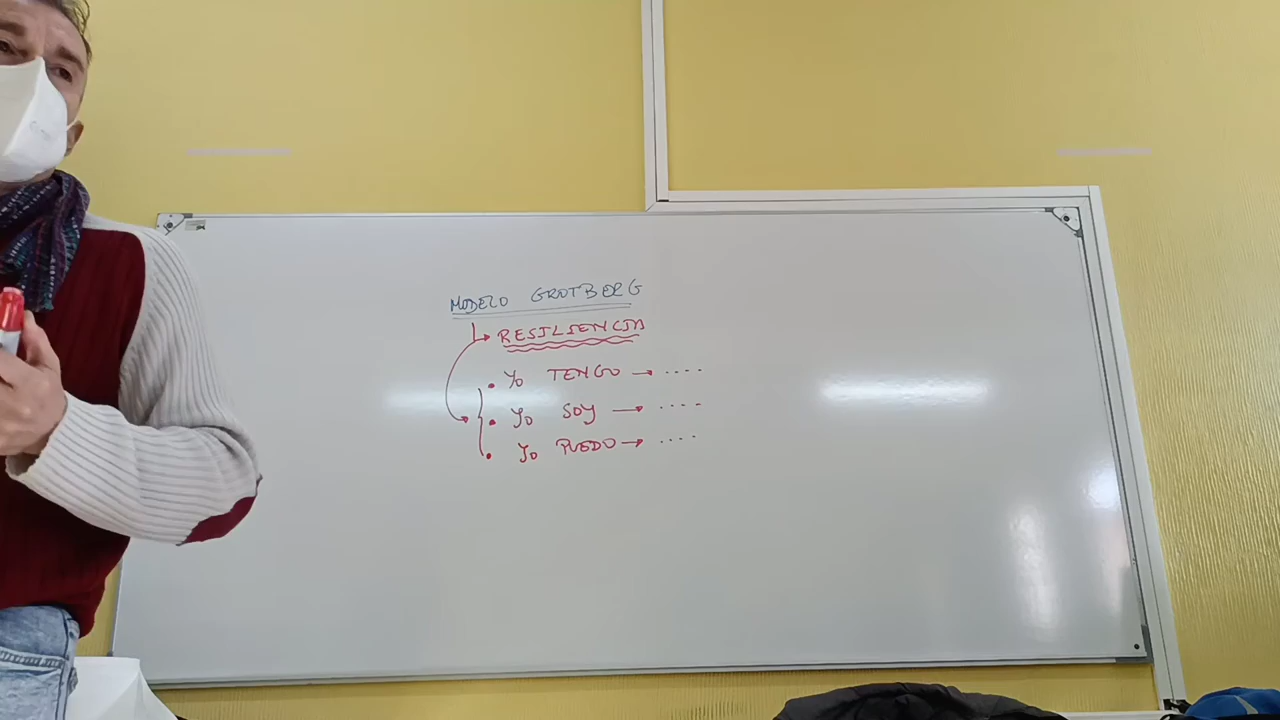 MODELO GROTBERG
RESILIENCIA
• Yo TENGO → ....
• Yo SOY → ....
• Yo PUEDO → ....